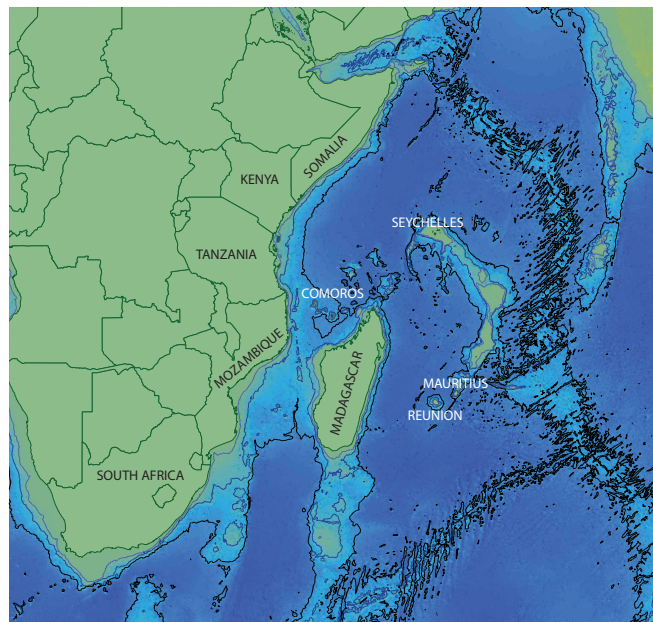 SOMALIA
KENYA
SEYCHELLES
TANZANIA
COMOROS
MOZAMBIQUE
MADAGASCAR
MAURITIUS
REUNION
SOUTH AFRICA